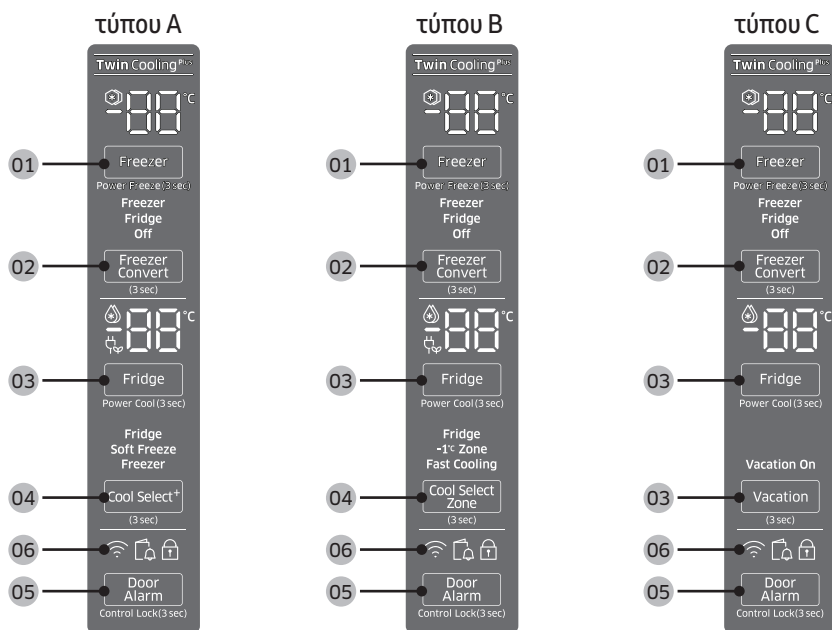 τύπου A
Twin Cooling Plus
-88 °C
01
Freezer
Power Freeze (3 sec)
Freezer
Fridge
Off
02
Freezer
Convert
(3 sec)
-88 °C
03
Fridge
Power Cool (3 sec)
Fridge
Soft Freeze
Freezer
04
Cool Select+
(3 sec)
06
05
Door
Alarm
Control Lock(3 sec)
τύπου B
Twin Cooling Plus
-88 °C
01
Freezer
Power Freeze (3 sec)
Freezer
Fridge
Off
02
Freezer
Convert
(3 sec)
-88 °C
03
Fridge
Power Cool (3 sec)
Fridge
-1°C Zone
Fast Cooling
04
Cool Select
Zone
(3 sec)
06
05
Door
Alarm
Control Lock(3 sec)
τύπου C
Twin Cooling Plus
-88 °C
01
Freezer
Power Freeze (3 sec)
Freezer
Fridge
Off
02
Freezer
Convert
(3 sec)
-88 °C
03
Fridge
Power Cool (3 sec)
Vacation On
03
Vacation
(3 sec)
06
05
Door
Alarm
Control Lock(3 sec)